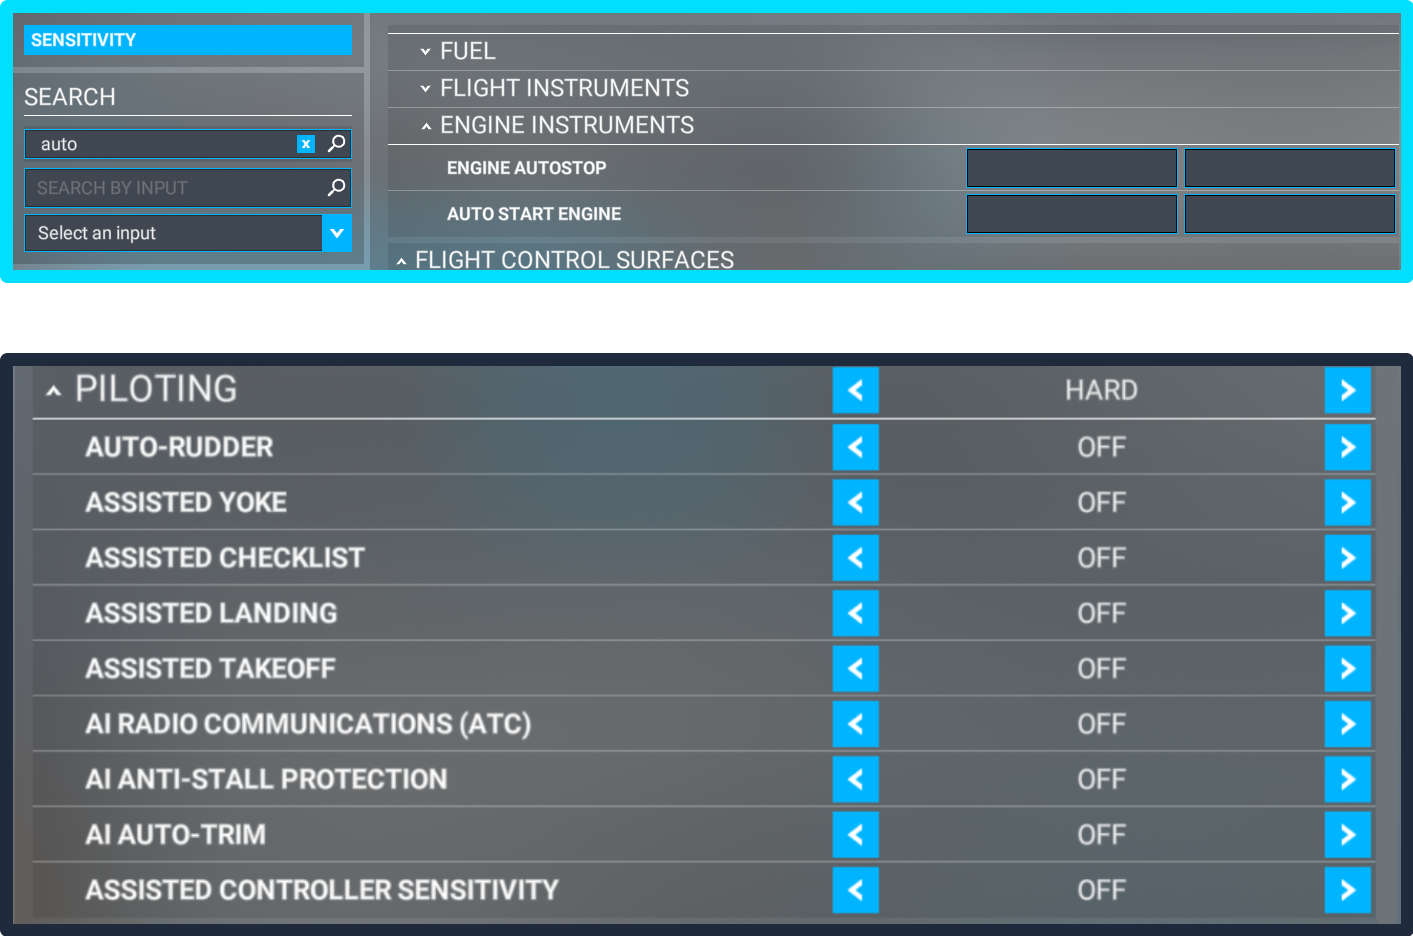 SENSITIVITY
SEARCH
auto
SEARCH BY INPUT
Select an input
FUEL
FLIGHT INSTRUMENTS
ENGINE INSTRUMENTS
ENGINE AUTOSTOP
AUTO START ENGINE
FLIGHT CONTROL SURFACES
PILOTING HARD
AUTO-RUDDER OFF
ASSISTED YOKE OFF
ASSISTED CHECKLIST OFF
ASSISTED LANDING OFF
ASSISTED TAKEOFF OFF
AI RADIO COMMUNICATIONS (ATC) OFF
AI ANTI-STALL PROTECTION OFF
AI AUTO-TRIM OFF
ASSISTED CONTROLLER SENSITIVITY OFF